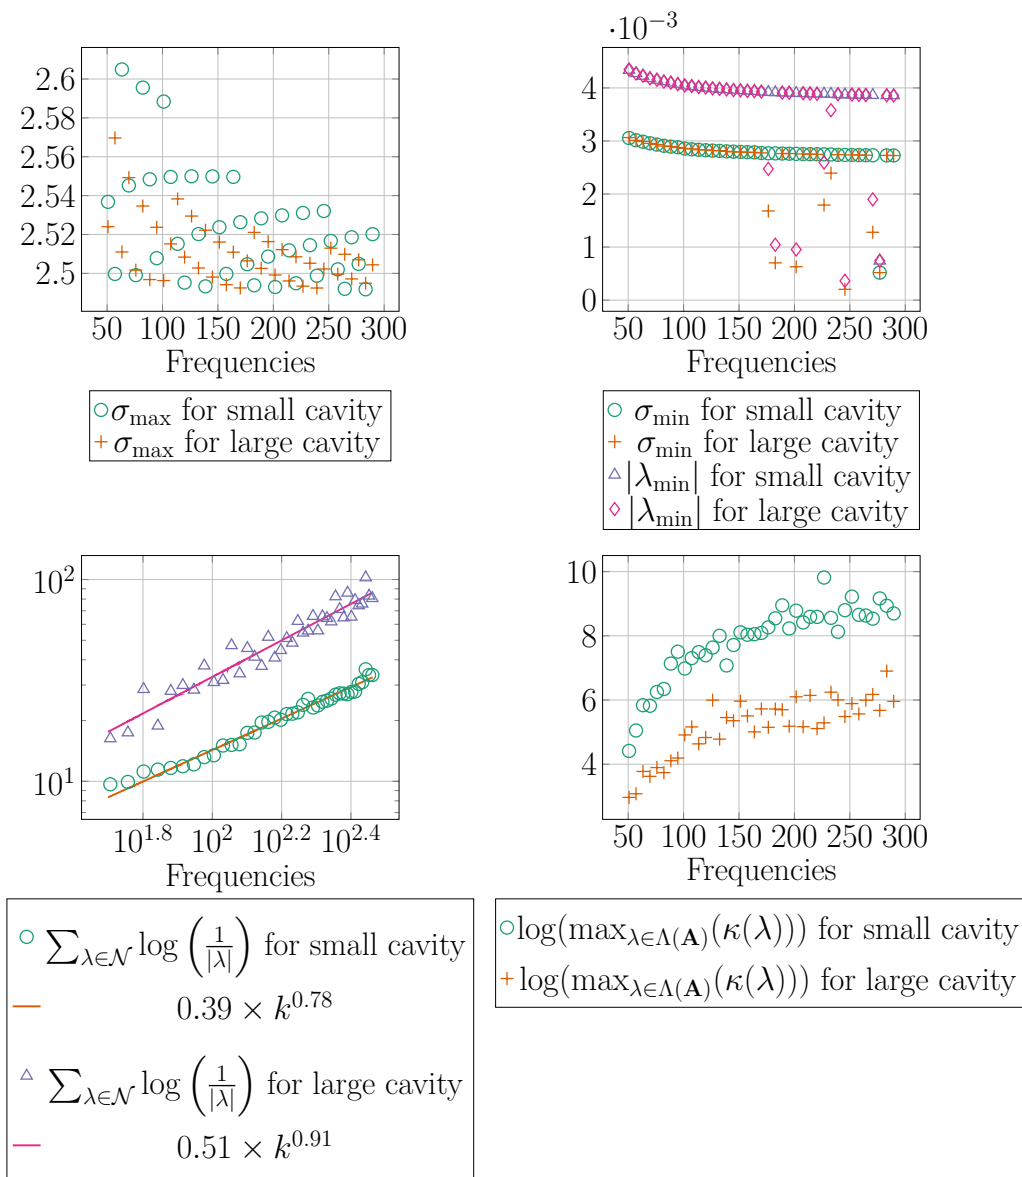 2.6
2.58
2.56
2.54
2.52
2.5
50 100 150 200 250 300
Frequencies
σmax for small cavity
σmax for large cavity
·10⁻³
4
3
2
1
0
50 100 150 200 250 300
Frequencies
σmin for small cavity
σmin for large cavity
|λmin| for small cavity
|λmin| for large cavity
10²
10¹
10^1.8 10² 10^2.2 10^2.4
Frequencies
∑λ∈𝒩 log (1/|λ|) for small cavity
0.39 × k^0.78
∑λ∈𝒩 log (1/|λ|) for large cavity
0.51 × k^0.91
10
8
6
4
50 100 150 200 250 300
Frequencies
log(maxλ∈Λ(𝐀)(κ(λ))) for small cavity
log(maxλ∈Λ(𝐀)(κ(λ))) for large cavity